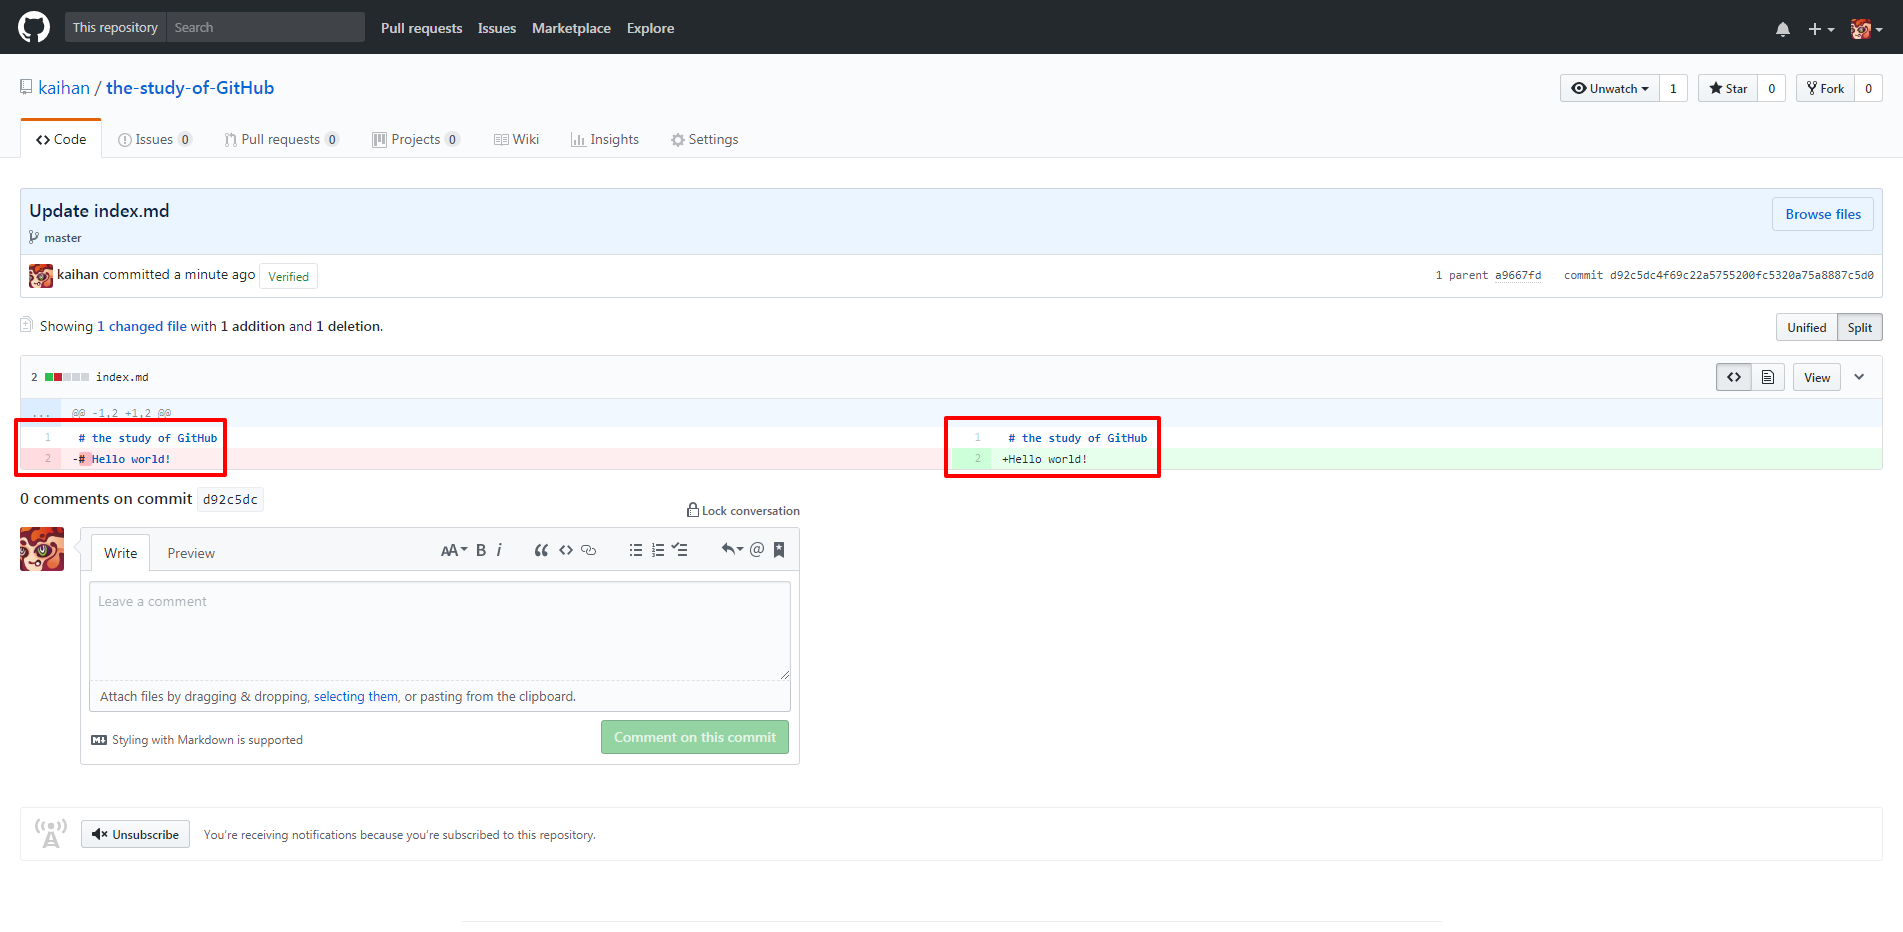 This repository Search Pull requests Issues Marketplace Explore
kaihan / the-study-of-GitHub
Unwatch 1 Star 0 Fork 0
Code Issues 0 Pull requests 0 Projects 0 Wiki Insights Settings
Update index.md
Browse files
master
kaihan committed a minute ago Verified
1 parent a9667fd commit d92c5dc4f69c22a5755200fc5320a75a8887c5d0
Showing 1 changed file with 1 addition and 1 deletion.
Unified Split
2 index.md
View
... @@ -1,2 +1,2 @@
1 # the study of GitHub
1 # the study of GitHub
2 -# Hello world!
2 +Hello world!
0 comments on commit d92c5dc
Lock conversation
Write Preview
AA B i “ <> @
Leave a comment
Attach files by dragging & dropping, selecting them, or pasting from the clipboard.
Styling with Markdown is supported
Comment on this commit
Unsubscribe You’re receiving notifications because you’re subscribed to this repository.